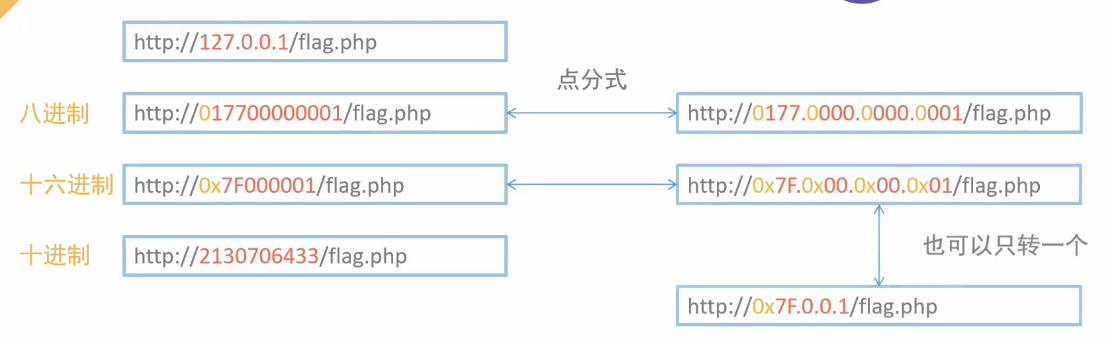 http://127.0.0.1/flag.php
点分式
八进制
http://017700000001/flag.php
http://0177.0000.0000.0001/flag.php
十六进制
http://0x7F000001/flag.php
http://0x7F.0x00.0x00.0x01/flag.php
十进制
http://2130706433/flag.php
也可以只转一个
http://0x7F.0.0.1/flag.php